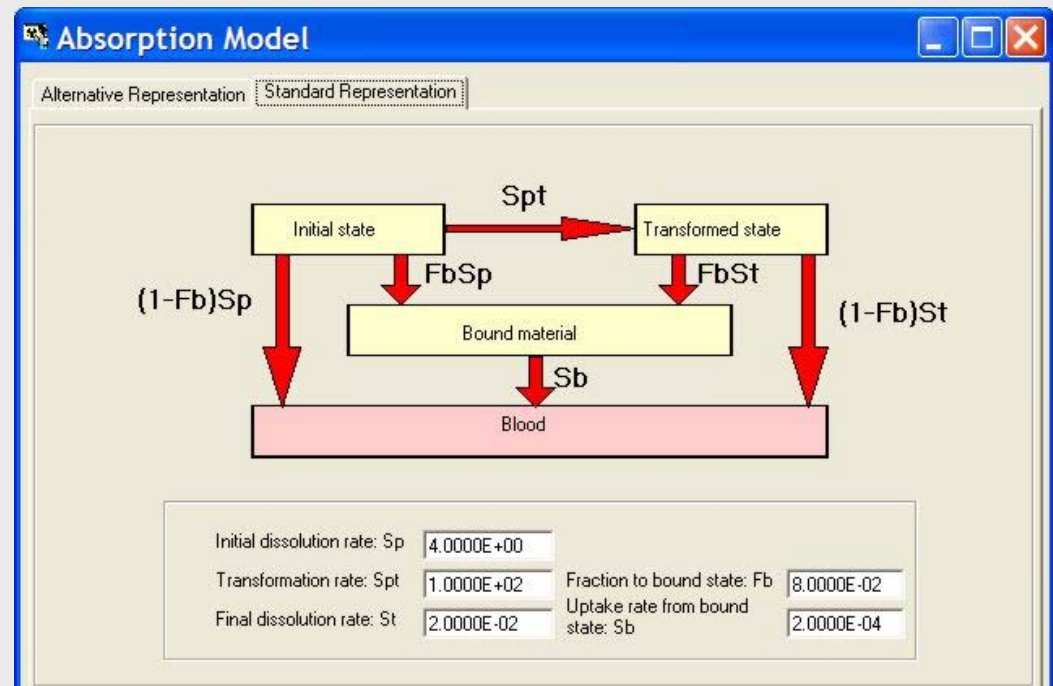 Absorption Model
Alternative Representation Standard Representation
Spt
Initial state
Transformed state
(1-Fb)Sp
FbSp
FbSt
(1-Fb)St
Bound material
Sb
Blood
Initial dissolution rate: Sp 4.0000E+00
Transformation rate: Spt 1.0000E+02
Final dissolution rate: St 2.0000E-02
Fraction to bound state: Fb 8.0000E-02
Uptake rate from bound
state: Sb 2.0000E-04